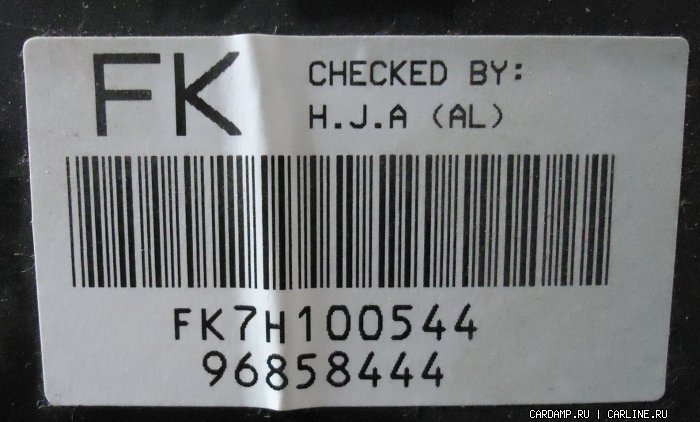 FK
CHECKED BY:
H.J.A (AL)
FK7H100544
96858444
CARDAMP.RU | CARLINE.RU